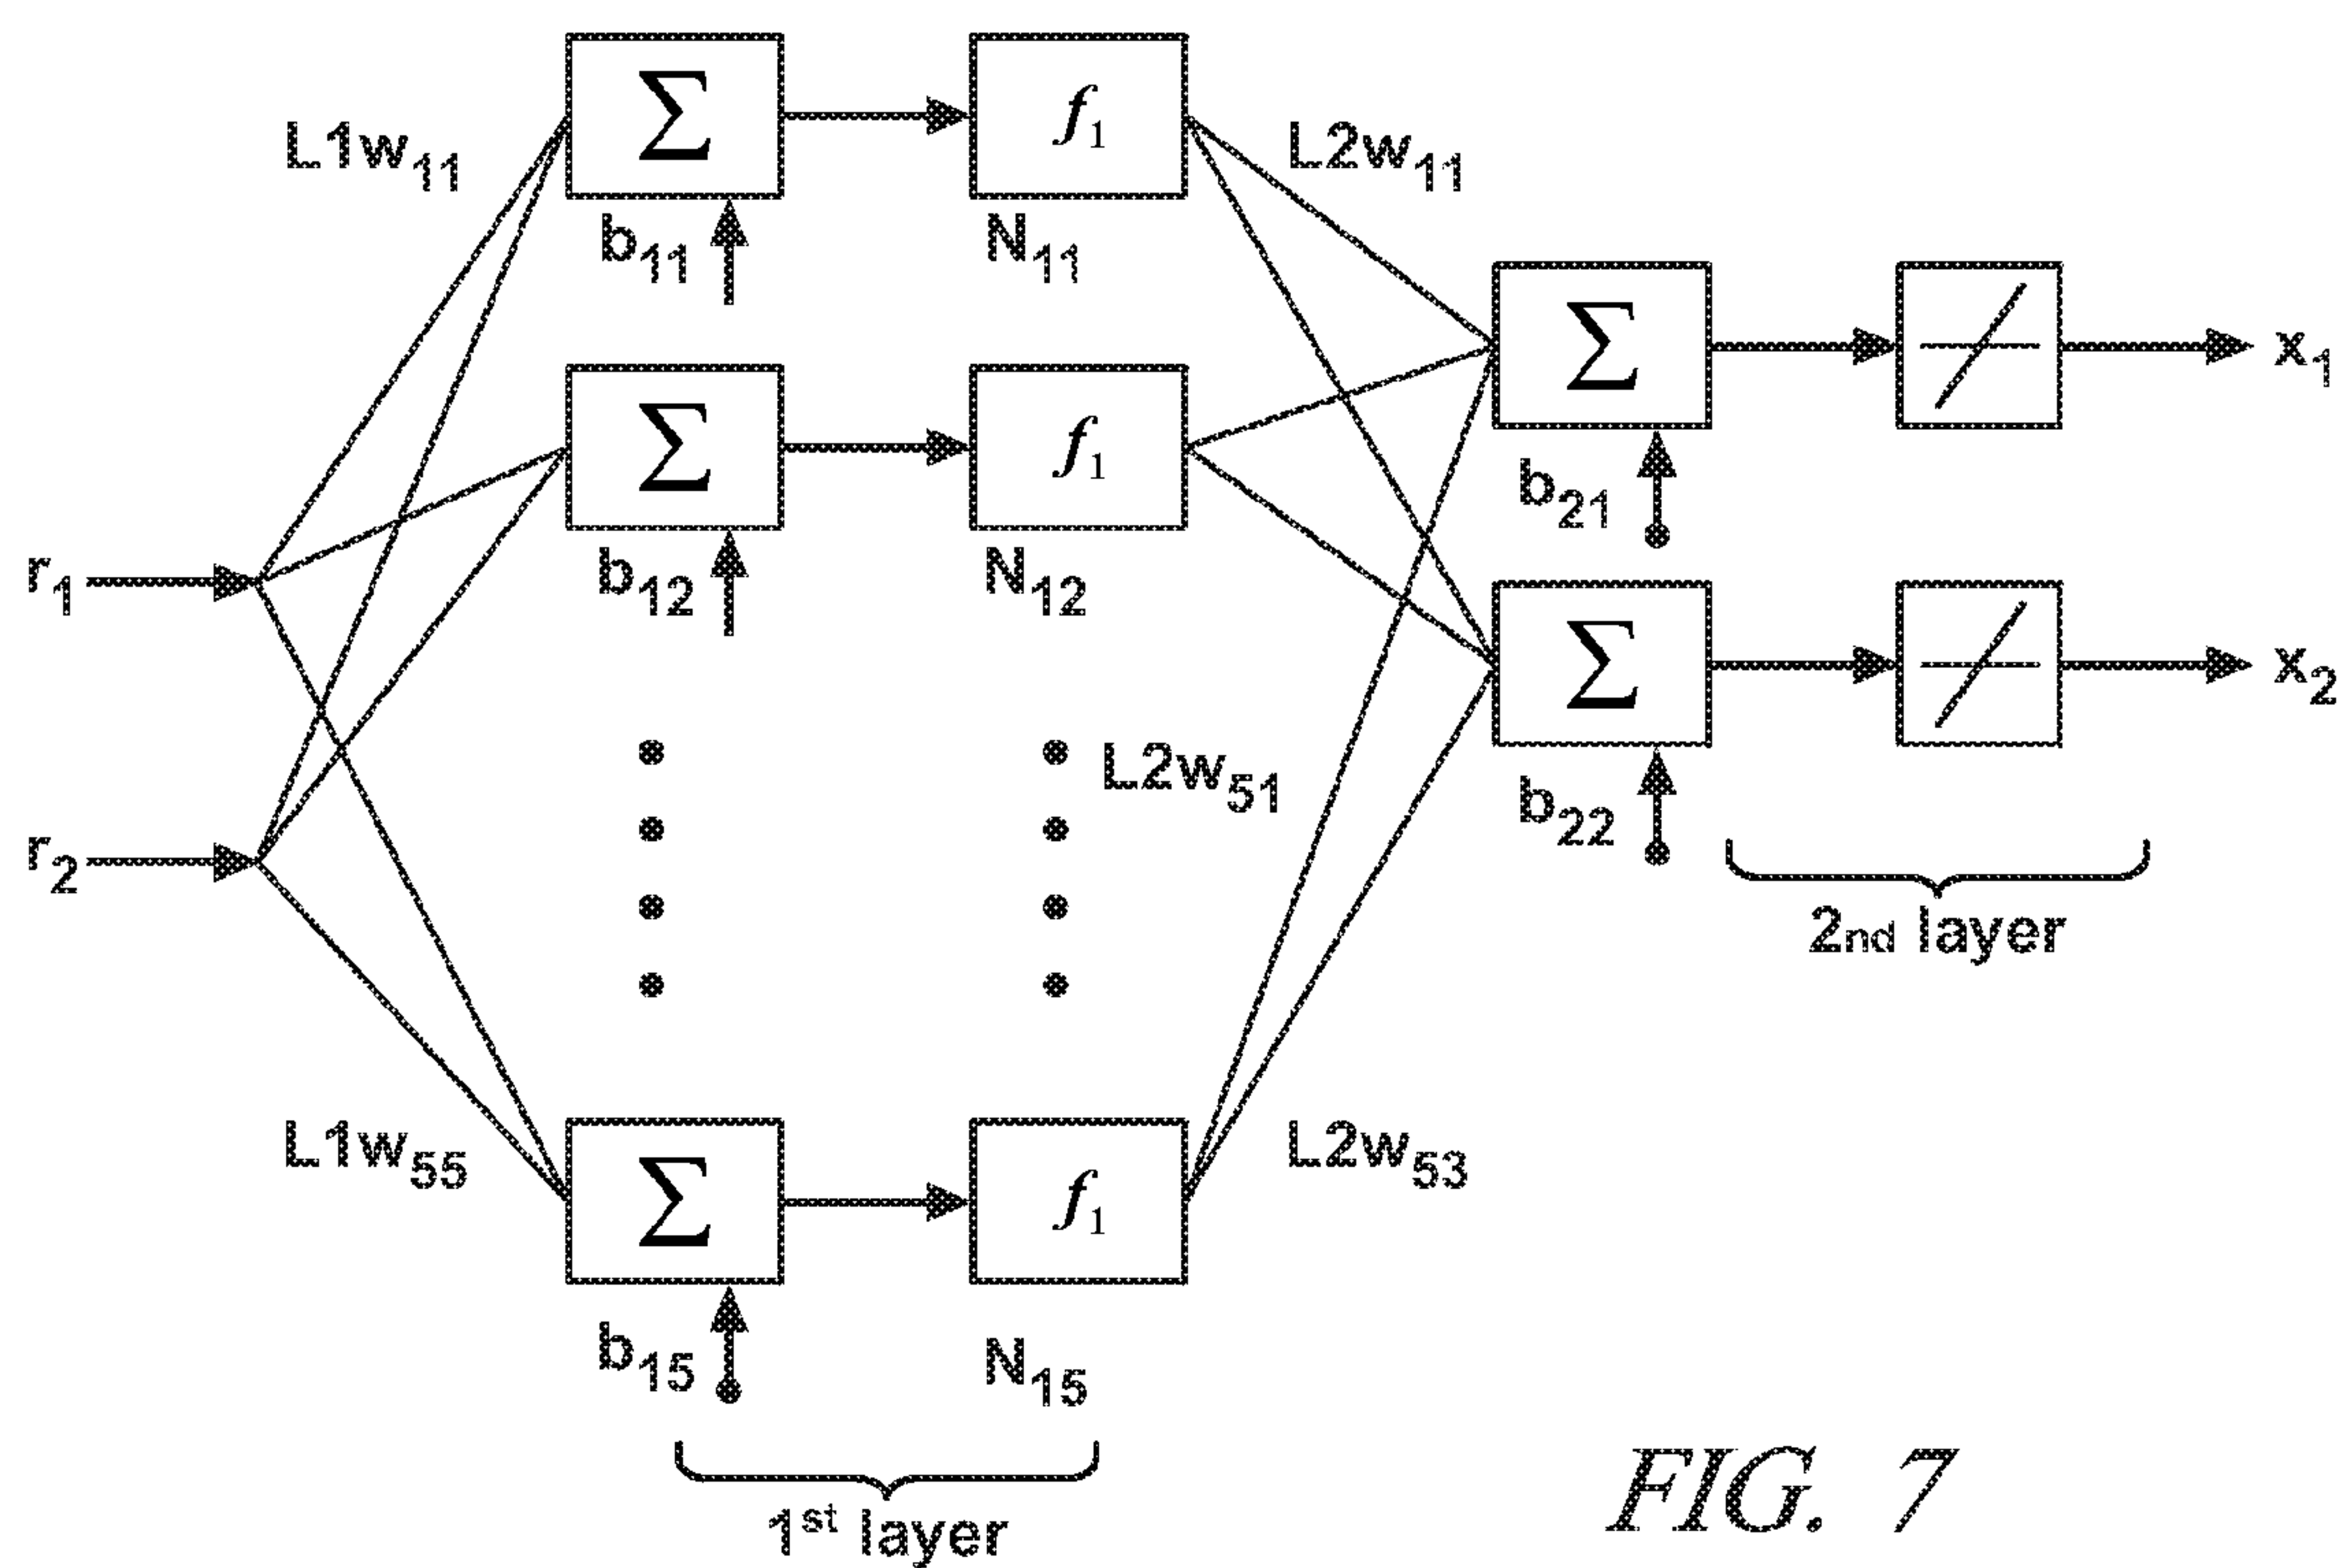 Σ
f₁
L1w₁₁
L2w₁₁
b₁₁
N₁₁
Σ
x₁
Σ
f₁
b₂₁
r₁
b₁₂
N₁₂
Σ
x₂
L2w₅₁
b₂₂
r₂
2nd layer
L1w₅₅
L2w₅₃
Σ
f₁
b₁₅
N₁₅
1ˢᵗ layer
FIG. 7